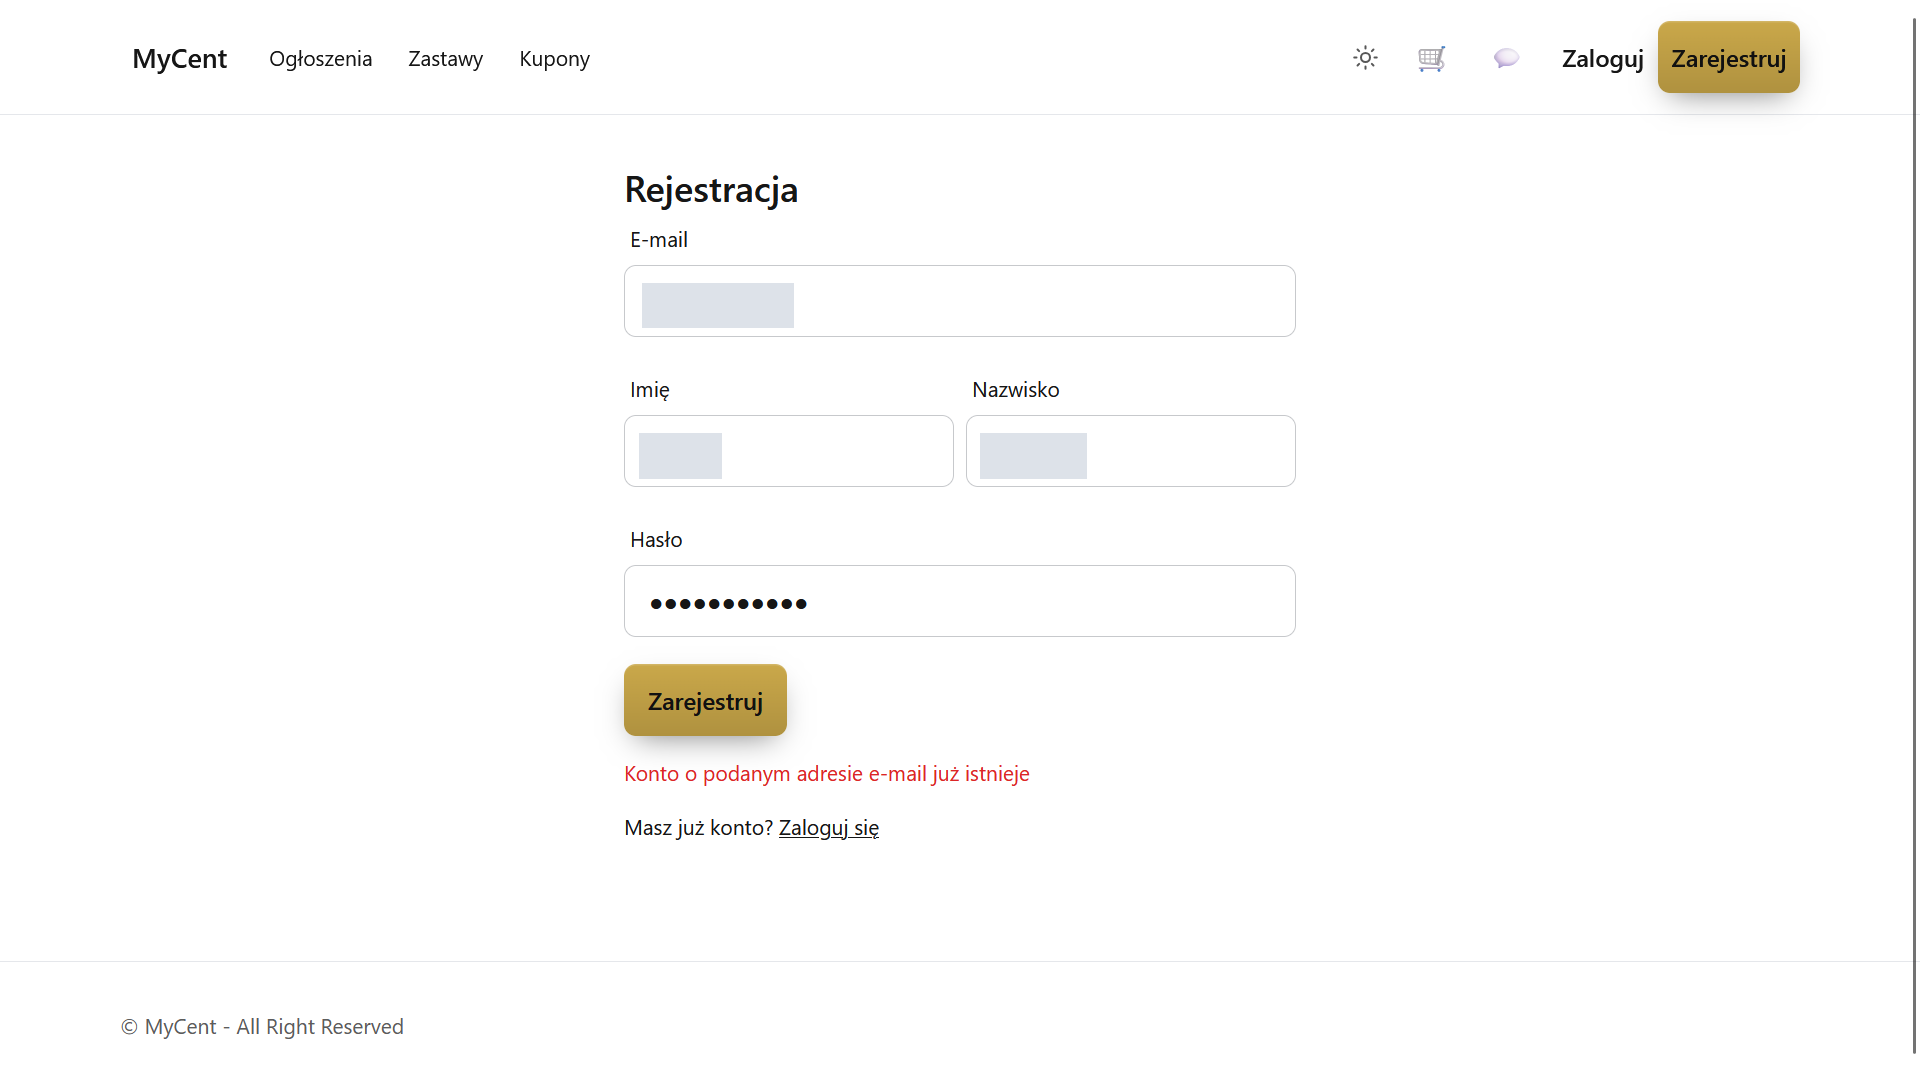 MyCent Ogłoszenia Zastawy Kupony Zaloguj Zarejestruj
Rejestracja
E-mail
Imię Nazwisko
Hasło
Zarejestruj
Konto o podanym adresie e-mail już istnieje
Masz już konto? Zaloguj się
© MyCent - All Right Reserved